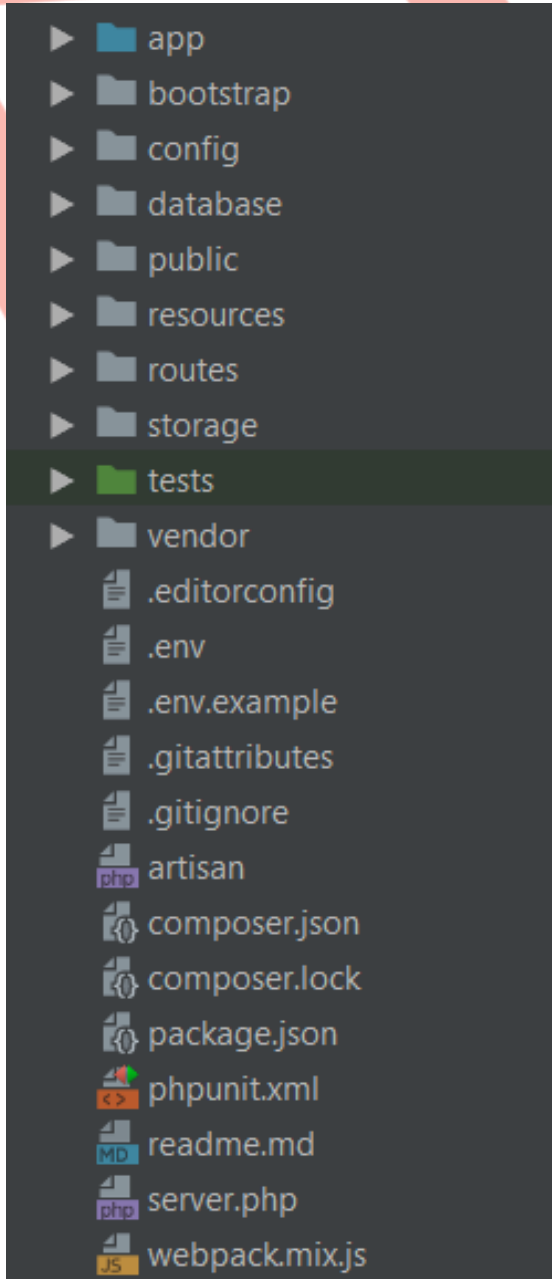 app
bootstrap
config
database
public
resources
routes
storage
tests
vendor
.editorconfig
.env
.env.example
.gitattributes
.gitignore
php artisan
composer.json
composer.lock
package.json
phpunit.xml
MD readme.md
php server.php
JS webpack.mix.js